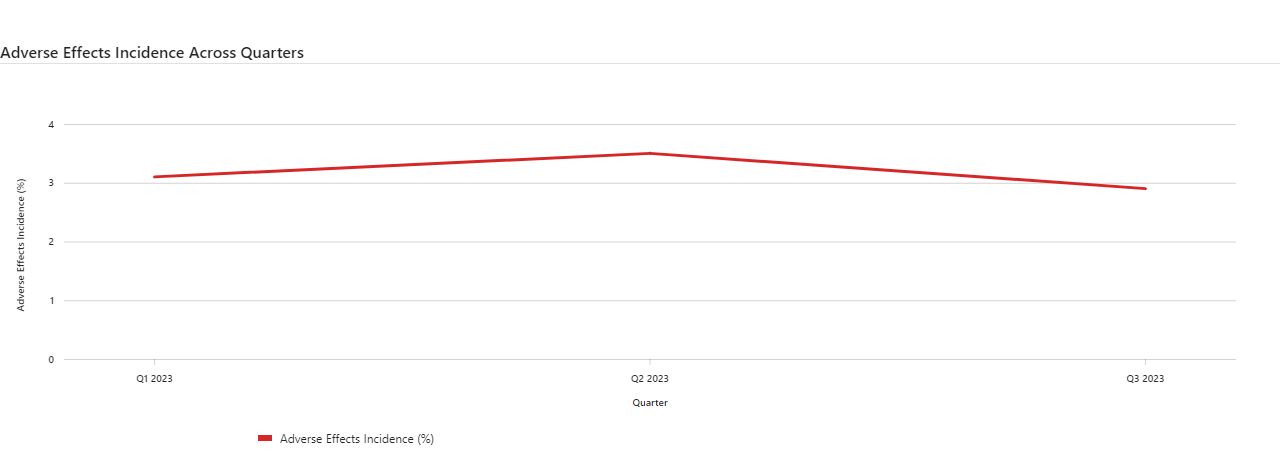 Adverse Effects Incidence Across Quarters
4
3
2
1
0
Adverse Effects Incidence (%)
Q1 2023 Q2 2023 Q3 2023
Quarter
Adverse Effects Incidence (%)